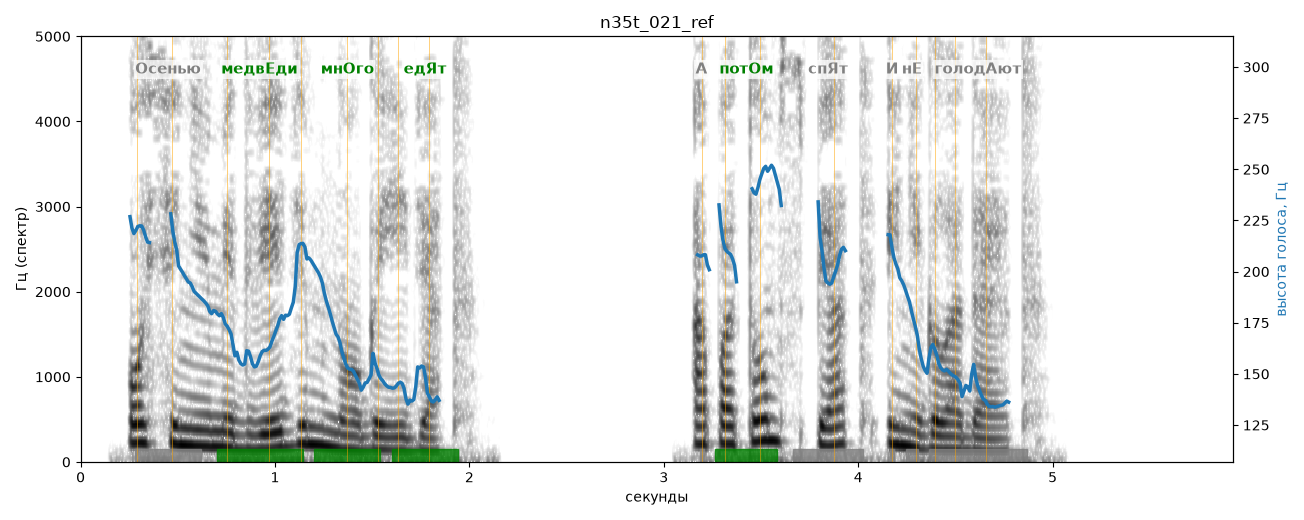 n35t_021_ref
Осенью медвЕди мнОго едЯт А потОм спЯт И нЕ голодАют
Гц (спектр)
5000
4000
3000
2000
1000
0
0 1 2 3 4 5
секунды
300
275
250
225
200
175
150
125
высота голоса, Гц